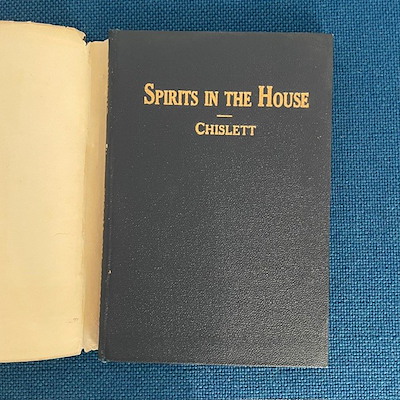 SPIRITS IN THE HOUSE
CHISLETT